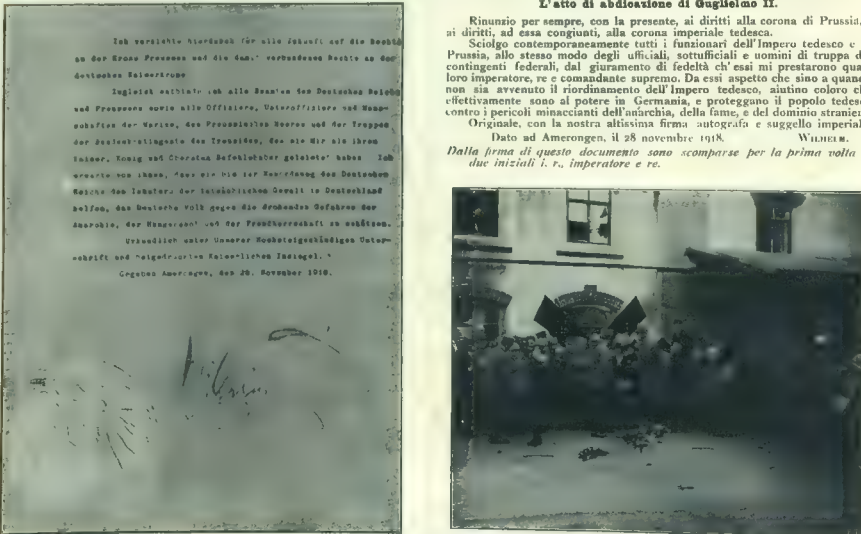 Ich verzichte hierdurch für alle Zukunft auf die Rechte
an der Krone Preussens und die damit verbundenen Rechte an der
deutschen Kaiserkrone
Zugleich entbinde ich alle Beamten des Deutschen Reichs
und Preussens sowie alle Offiziere, Unteroffiziere und Mann-
schaften der Marine, des Preussischen Heeres und der Truppen
der Bundeskontingente des Treueides, den sie Mir als ihrem
Kaiser, König und Obersten Befehlshaber geleistet haben. Ich
erwarte von ihnen, dass sie bis zur Neuordnung des Deutschen
Reichs den Inhabern der tatsächlichen Gewalt in Deutschland
helfen, das Deutsche Volk gegen die drohenden Gefahren der
Anarchie, der Hungersnot und der Fremdherrschaft zu schützen.
Urkundlich unter Unserer Höchsteigenhändigen Unter-
schrift und beigedrucktem Kaiserlichen Insiegel.
Gegeben Amerongen, den 28. November 1918.
L'atto di abdicazione di Guglielmo II.
Rinunzio per sempre, con la presente, ai diritti alla corona di Prussia,
ai diritti, ad essa congiunti, alla corona imperiale tedesca.
Sciolgo contemporaneamente tutti i funzionari dell'Impero tedesco e
Prussia, allo stesso modo degli ufficiali, sottufficiali e uomini di truppa
contingenti federali, dal giuramento di fedeltà ch'essi mi prestarono
loro imperatore, re e comandante supremo. Da essi aspetto che sino a
non sia avvenuto il riordinamento dell'Impero tedesco, aiutino coloro
effettivamente sono al potere in Germania, e proteggano il popolo
contro i pericoli minaccianti dell'anarchia, della fame, e del dominio
Originale, con la nostra altissima firma autografa e suggello
Dato ad Amerongen, il 28 novembre 1918. WILHELM.
Dalla firma di questo documento sono scomparse per la prima volta
due iniziali i. r., imperatore e re.